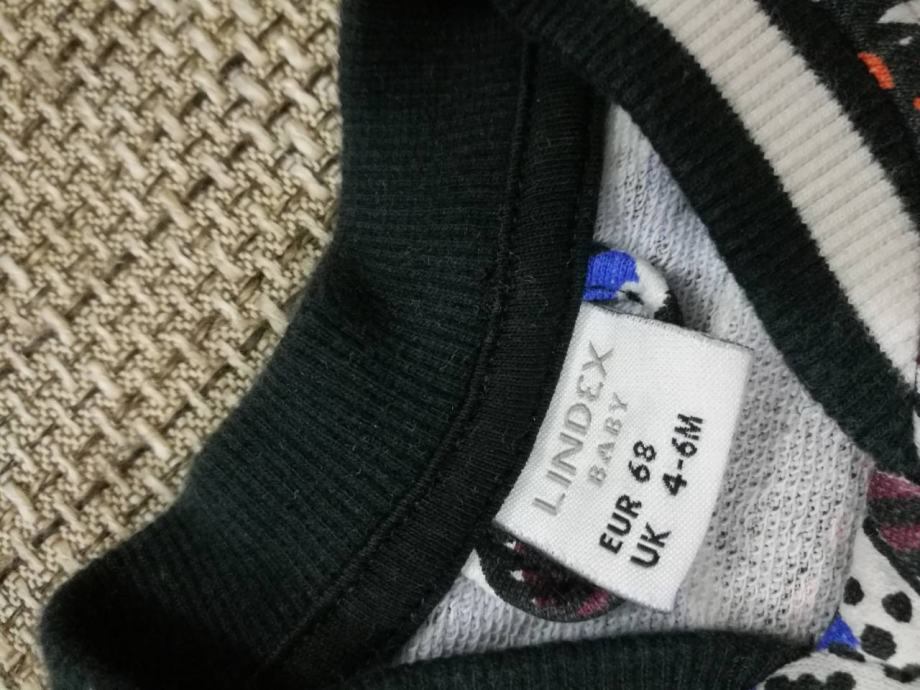 LINDEX
BABY
EUR 68
UK 4-6M